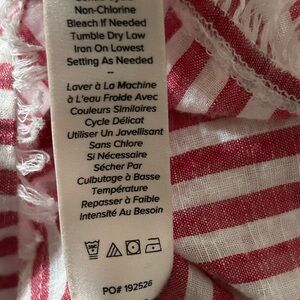 Non-Chlorine
Bleach If Needed
Tumble Dry Low
Iron On Lowest
Setting As Needed
Laver à La Machine
à L'eau Froide Avec
Couleurs Similaires
Cycle Délicat
Utiliser Un Javellisant
Sans Chlore
Si Nécessaire
Sécher Par
Culbutage à Basse
Température
Repasser à Faible
Intensité Au Besoin
PO# 192526